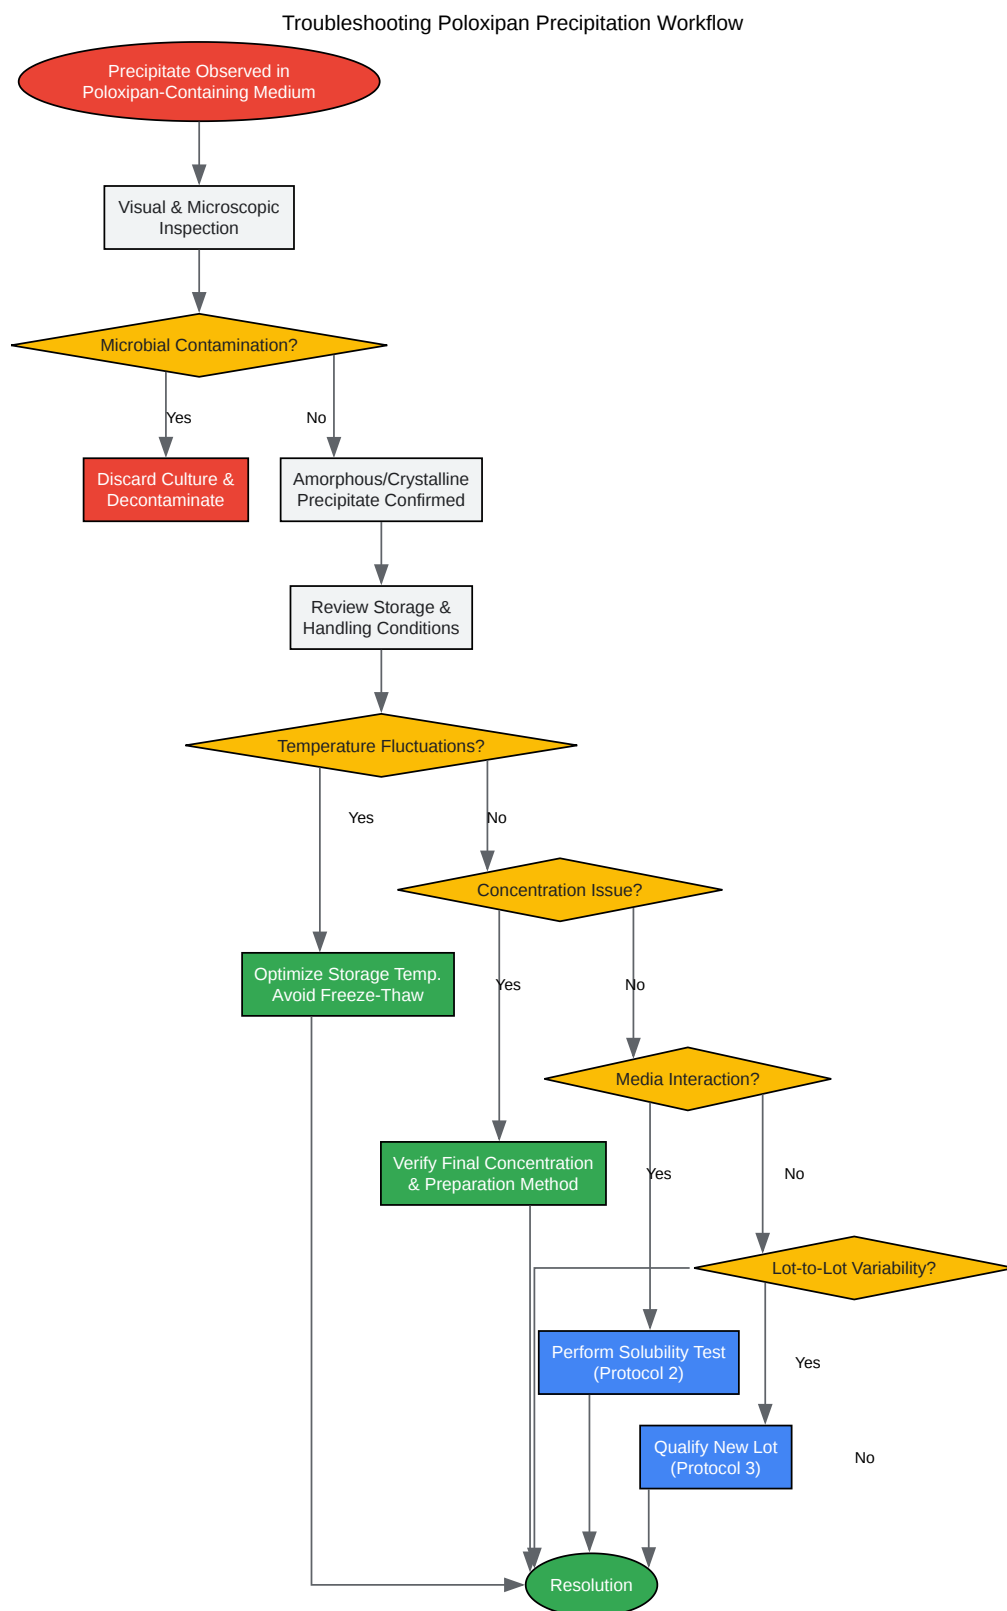 Troubleshooting Poloxipan Precipitation Workflow
Precipitate Observed in
Poloxipan-Containing Medium
Visual & Microscopic
Inspection
Microbial Contamination?
Yes
No
Discard Culture &
Decontaminate
Amorphous/Crystalline
Precipitate Confirmed
Review Storage &
Handling Conditions
Temperature Fluctuations?
Yes
No
Concentration Issue?
Optimize Storage Temp.
Avoid Freeze-Thaw
Yes
No
Media Interaction?
Verify Final Concentration
& Preparation Method
Yes
No
Lot-to-Lot Variability?
Perform Solubility Test
(Protocol 2)
Yes
Qualify New Lot
(Protocol 3)
No
Resolution